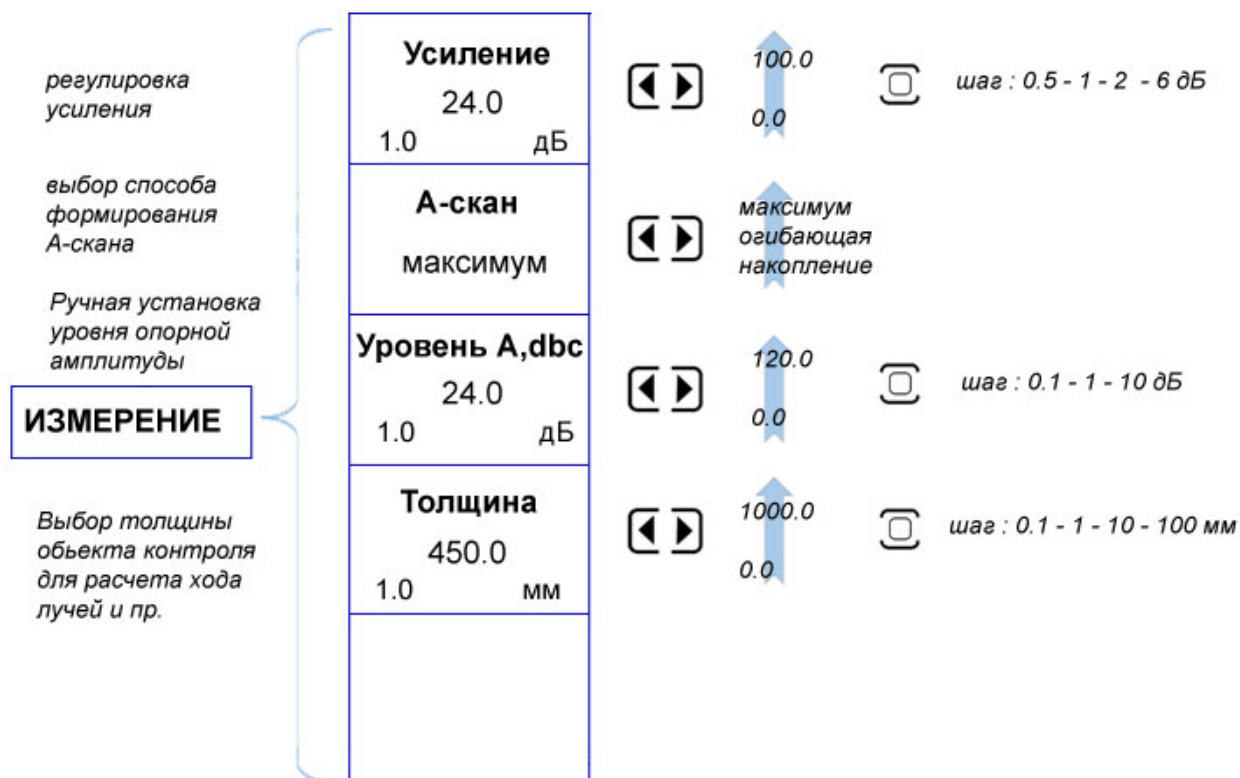 регулировка
усиления
Усиление
24.0
1.0 дБ
100.0
0.0
шаг : 0.5 - 1 - 2 - 6 дБ
выбор способа
формирования
А-скана
А-скан
максимум
максимум
огибающая
накопление
Ручная установка
уровня опорной
амплитуды
Уровень А,dbc
24.0
1.0 дБ
120.0
0.0
шаг : 0.1 - 1 - 10 дБ
ИЗМЕРЕНИЕ
Выбор толщины
обьекта контроля
для расчета хода
лучей и пр.
Толщина
450.0
1.0 мм
1000.0
0.0
шаг : 0.1 - 1 - 10 - 100 мм